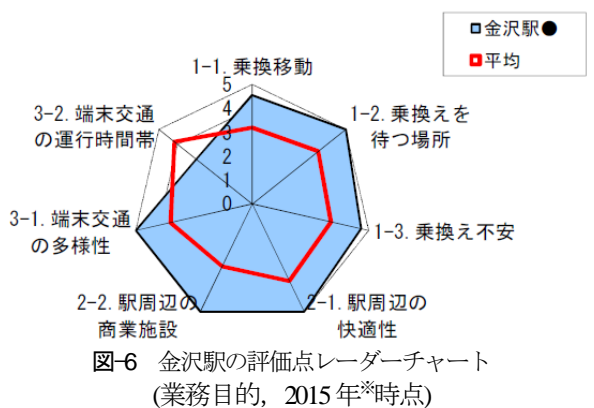 金沢駅●
平均
1-1. 乗換移動
5
4
3
2
1
0
1-2. 乗換えを
待つ場所
1-3. 乗換え不安
2-1. 駅周辺の
快適性
2-2. 駅周辺の
商業施設
3-1. 端末交通
の多様性
3-2. 端末交通
の運行時間帯
図-6 金沢駅の評価点レーダーチャート
(業務目的, 2015年※時点)